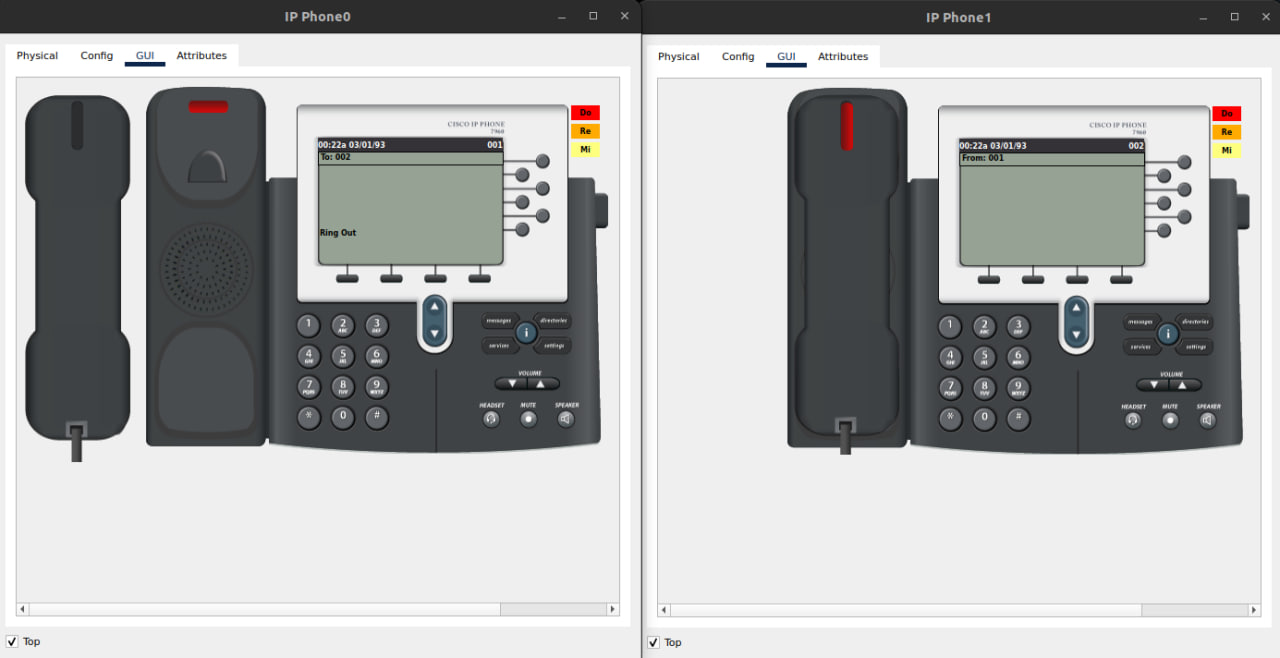 IP Phone0
Physical Config GUI Attributes
CISCO IP PHONE
7960
00:22a 03/01/93 001
To: 002
Ring Out
Do
Re
Mi
1 2 ABC 3 DEF
4 GHI 5 JKL 6 MNO
7 PQRS 8 TUV 9 WXYZ
* 0 #
messages directories
i
services settings
VOLUME
HEADSET MUTE SPEAKER
Top
IP Phone1
Physical Config GUI Attributes
CISCO IP PHONE
7960
00:22a 03/01/93 002
From: 001
Do
Re
Mi
1 2 ABC 3 DEF
4 GHI 5 JKL 6 MNO
7 PQRS 8 TUV 9 WXYZ
* 0 #
messages directories
i
services settings
VOLUME
HEADSET MUTE SPEAKER
Top